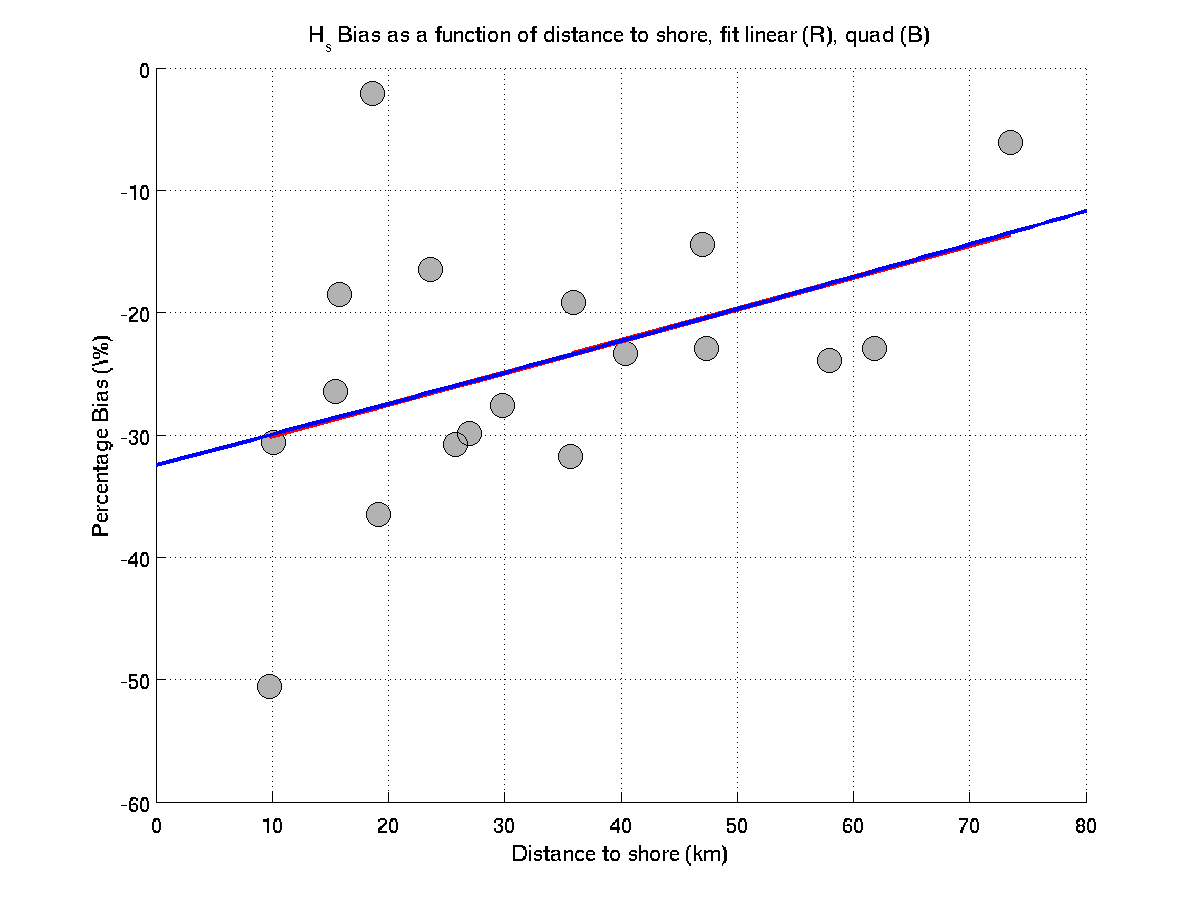 H_s Bias as a function of distance to shore, fit linear (R), quad (B)
0
-10
-20
-30
-40
-50
-60
Percentage Bias (\%)
0 10 20 30 40 50 60 70 80
Distance to shore (km)